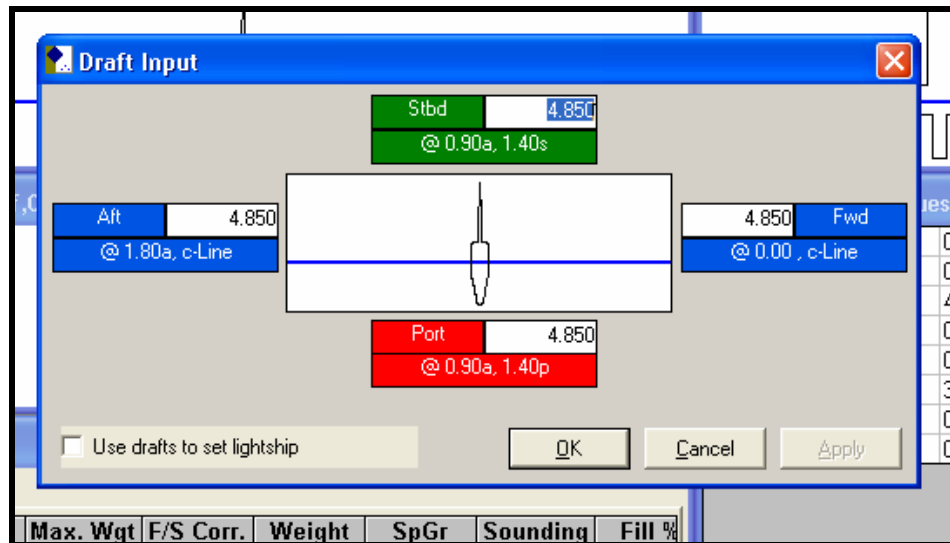 Draft Input
Stbd 4.850
@ 0.90a, 1.40s
Aft 4.850
@ 1.80a, c-Line
4.850 Fwd
@ 0.00 , c-Line
Port 4.850
@ 0.90a, 1.40p
Use drafts to set lightship
OK Cancel Apply
Max. Wgt F/S Corr. Weight SpGr Sounding Fill %